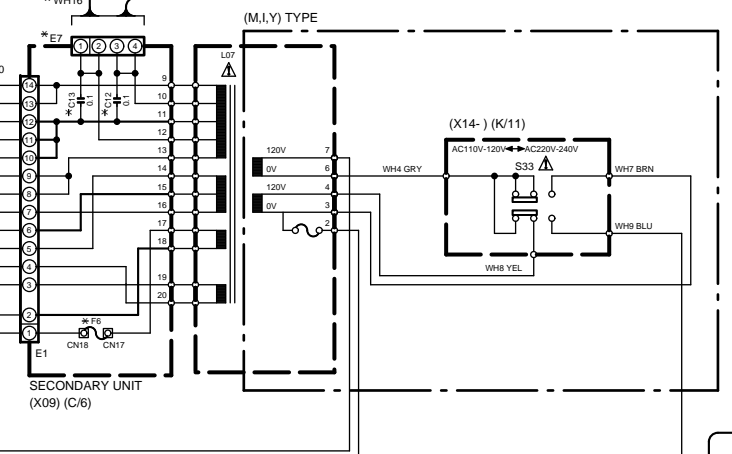 *WH16
(M,I,Y) TYPE
*E7
1 2 3 4
L07
0
14
13
12
11
10
9
8
7
6
5
4
3
2
1
*C13
0.1
*C12
0.1
9
10
11
12
13
14
15
16
17
18
19
20
120V
0V
120V
0V
7
6
4
3
2
WH4 GRY
(X14- ) (K/11)
AC110V-120V AC220V-240V
S33
WH7 BRN
WH9 BLU
WH8 YEL
*F6
CN18 CN17
E1
SECONDARY UNIT
(X09) (C/6)